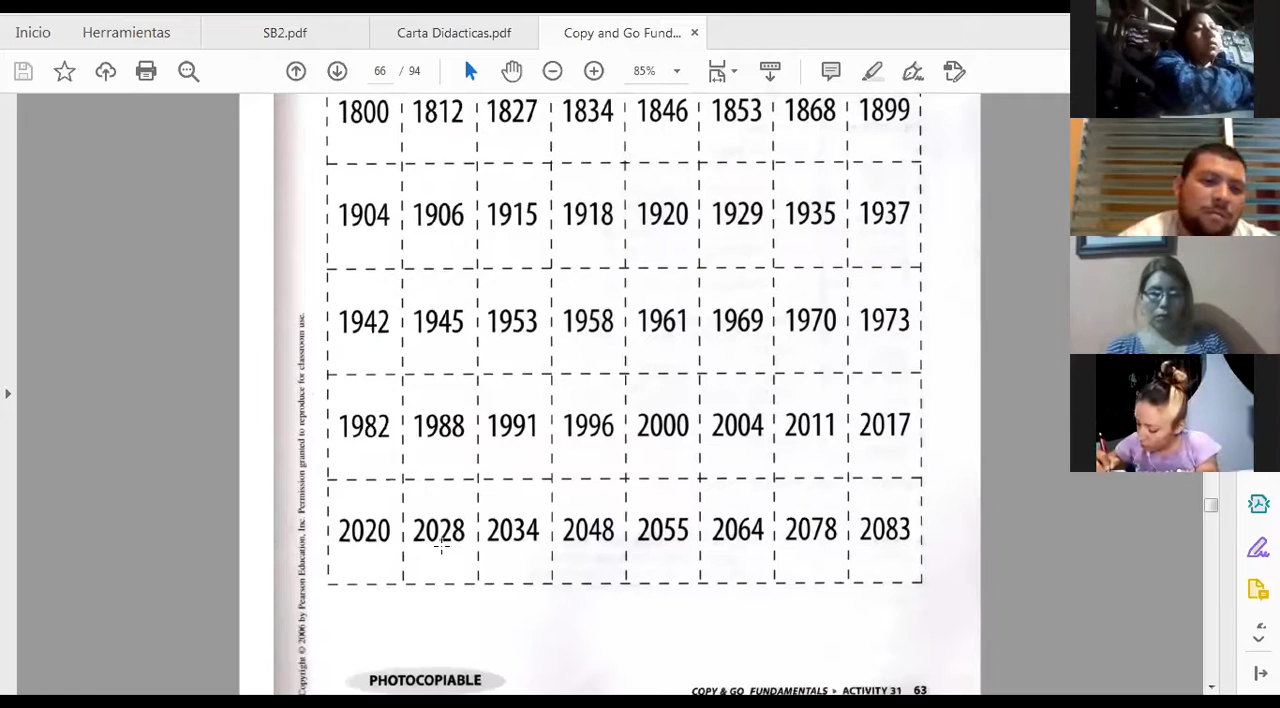 Inicio Herramientas SB2.pdf Carta Didacticas.pdf Copy and Go Fund... ×
66 / 94 85%
1800 1812 1827 1834 1846 1853 1868 1899
1904 1906 1915 1918 1920 1929 1935 1937
1942 1945 1953 1958 1961 1969 1970 1973
1982 1988 1991 1996 2000 2004 2011 2017
2020 2028 2034 2048 2055 2064 2078 2083
Copyright © 2006 by Pearson Education, Inc. Permission granted to reproduce for classroom use.
PHOTOCOPIABLE
COPY & GO FUNDAMENTALS ▸ ACTIVITY 31 63